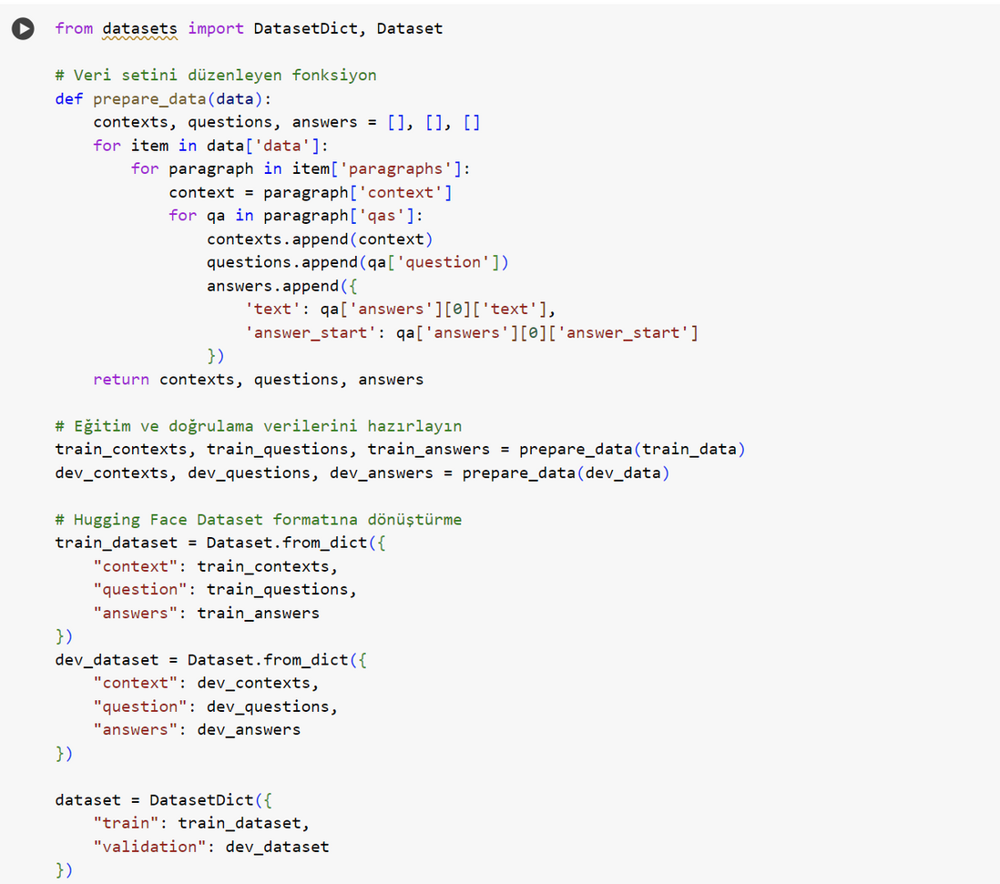 from datasets import DatasetDict, Dataset
# Veri setini düzenleyen fonksiyon
def prepare_data(data):
    contexts, questions, answers = [], [], []
    for item in data['data']:
        for paragraph in item['paragraphs']:
            context = paragraph['context']
            for qa in paragraph['qas']:
                contexts.append(context)
                questions.append(qa['question'])
                answers.append({
                    'text': qa['answers'][0]['text'],
                    'answer_start': qa['answers'][0]['answer_start']
                })
    return contexts, questions, answers
# Eğitim ve doğrulama verilerini hazırlayın
train_contexts, train_questions, train_answers = prepare_data(train_data)
dev_contexts, dev_questions, dev_answers = prepare_data(dev_data)
# Hugging Face Dataset formatına dönüştürme
train_dataset = Dataset.from_dict({
    "context": train_contexts,
    "question": train_questions,
    "answers": train_answers
})
dev_dataset = Dataset.from_dict({
    "context": dev_contexts,
    "question": dev_questions,
    "answers": dev_answers
})
dataset = DatasetDict({
    "train": train_dataset,
    "validation": dev_dataset
})